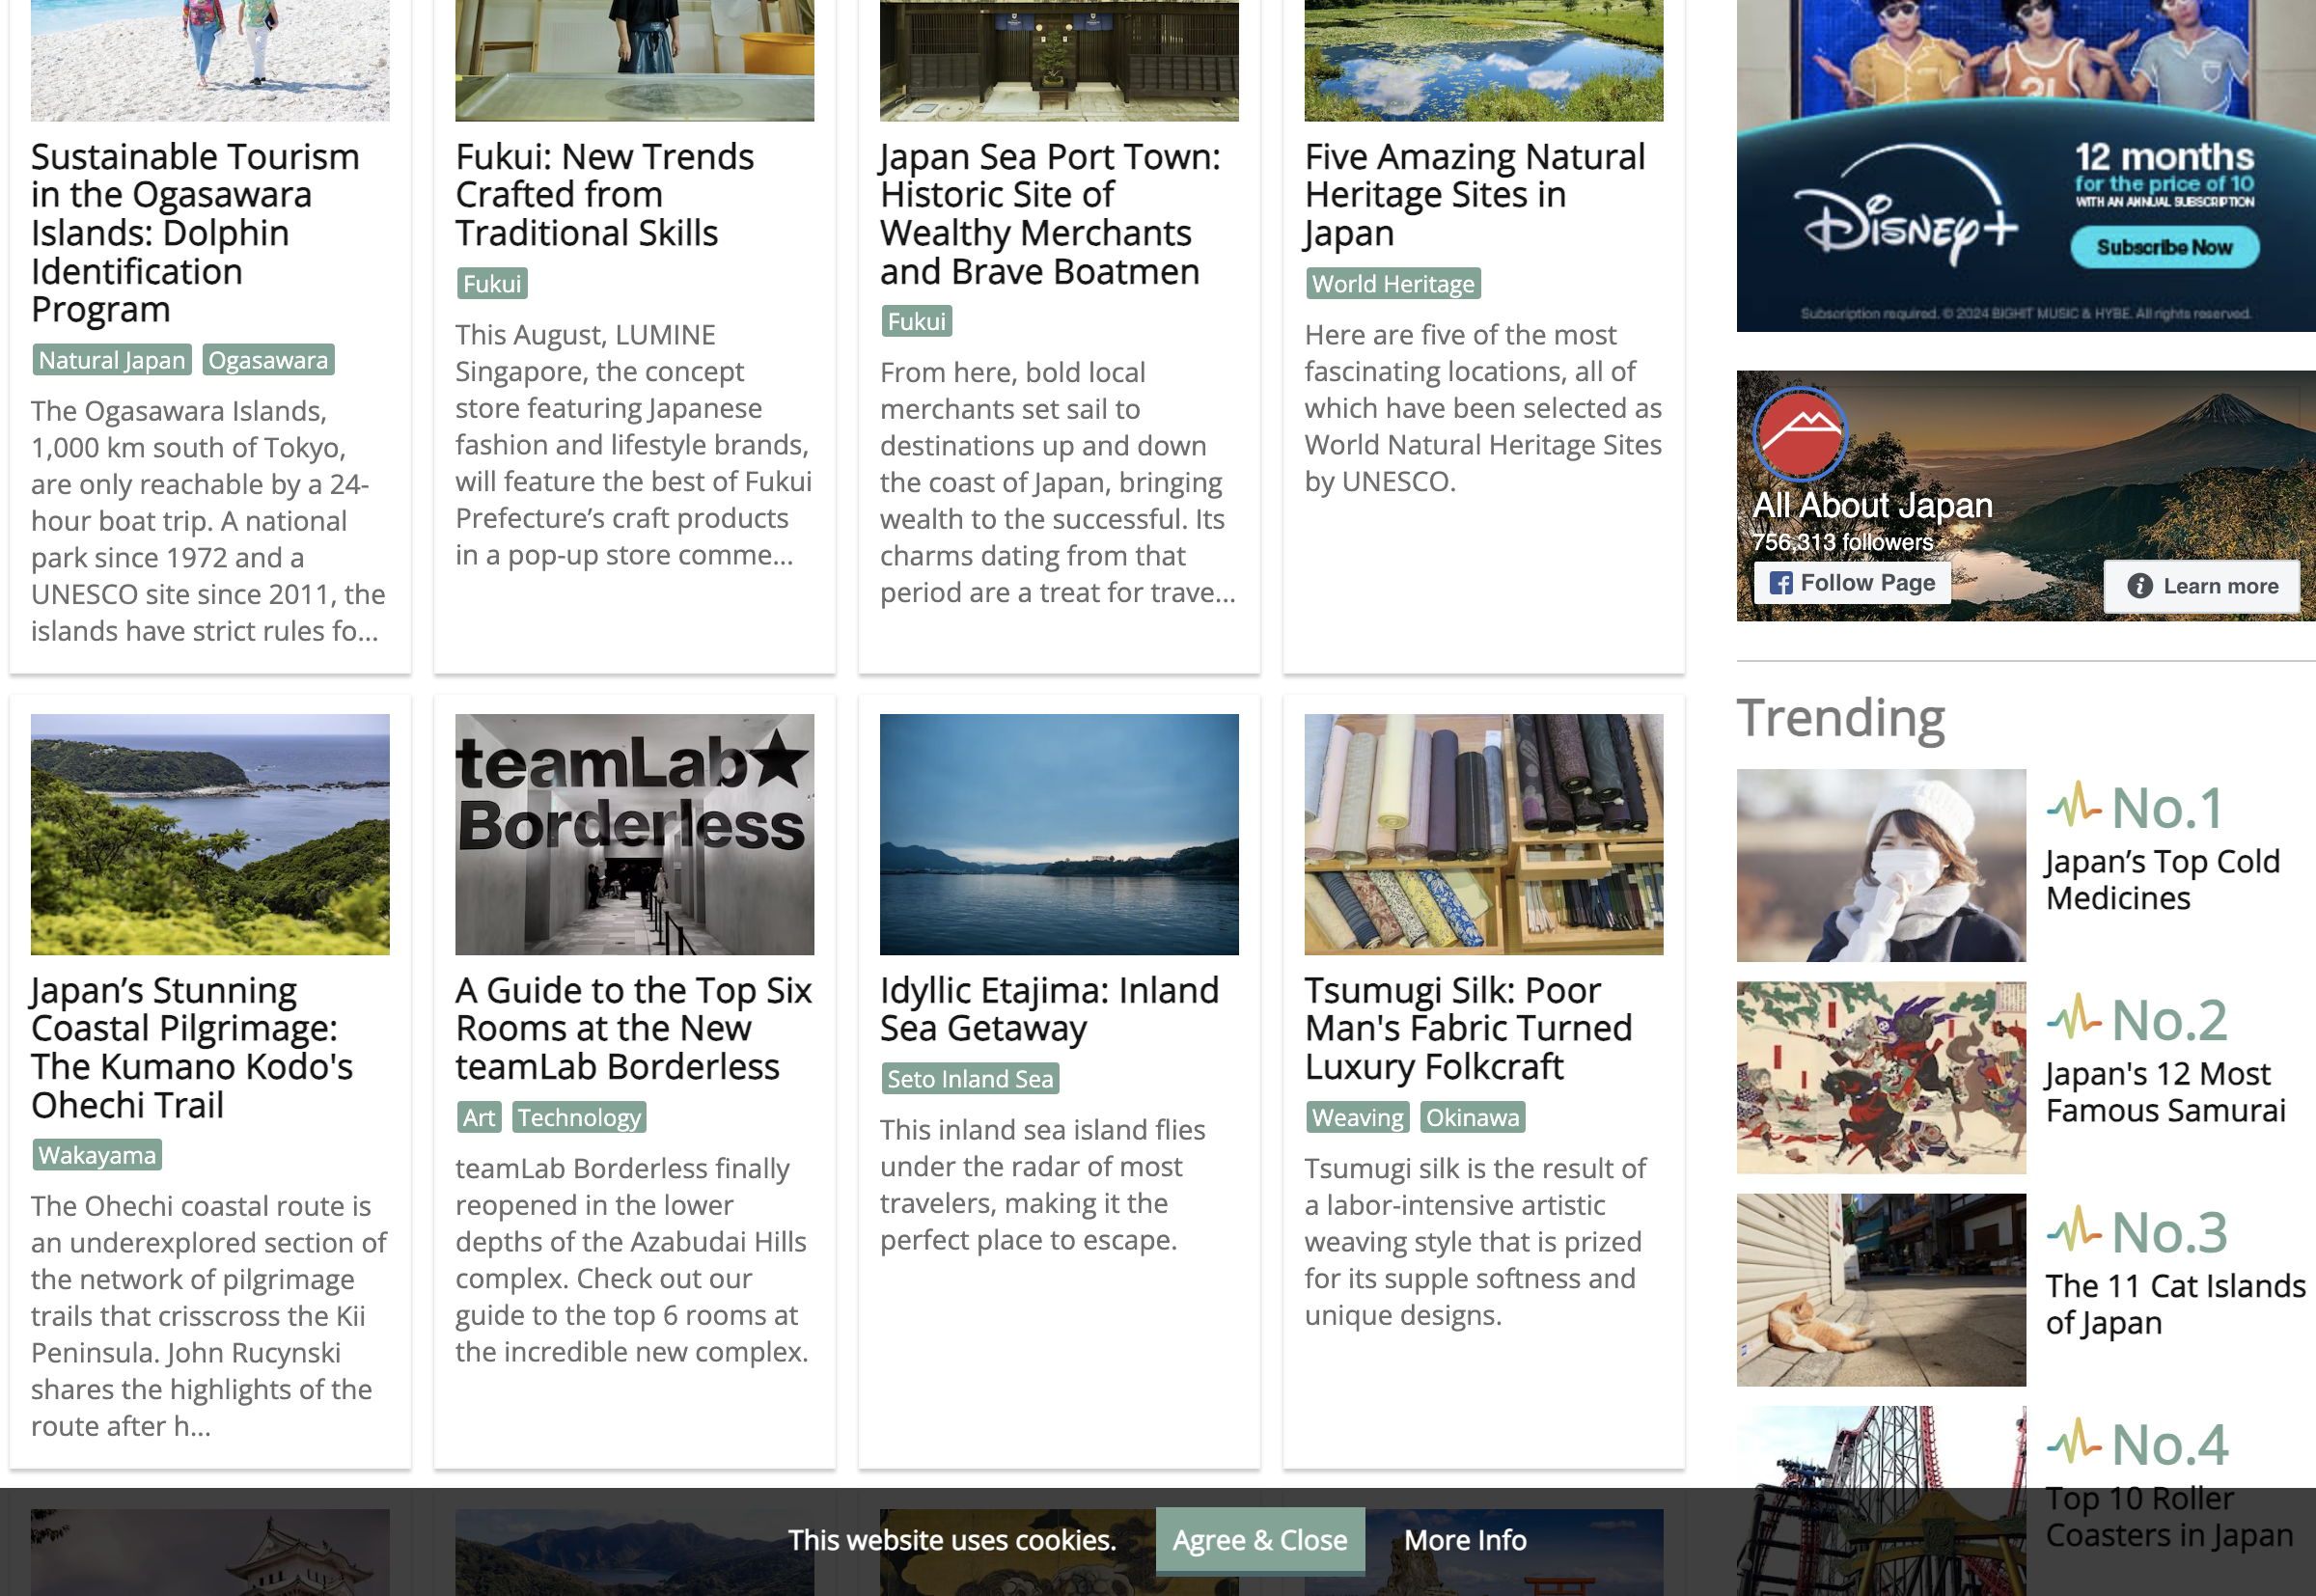 Sustainable Tourism
in the Ogasawara
Islands: Dolphin
Identification
Program
Natural Japan Ogasawara
The Ogasawara Islands,
1,000 km south of Tokyo,
are only reachable by a 24-
hour boat trip. A national
park since 1972 and a
UNESCO site since 2011, the
islands have strict rules fo...
Fukui: New Trends
Crafted from
Traditional Skills
Fukui
This August, LUMINE
Singapore, the concept
store featuring Japanese
fashion and lifestyle brands,
will feature the best of Fukui
Prefecture’s craft products
in a pop-up store comme...
Japan Sea Port Town:
Historic Site of
Wealthy Merchants
and Brave Boatmen
Fukui
From here, bold local
merchants set sail to
destinations up and down
the coast of Japan, bringing
wealth to the successful. Its
charms dating from that
period are a treat for trave...
Five Amazing Natural
Heritage Sites in
Japan
World Heritage
Here are five of the most
fascinating locations, all of
which have been selected as
World Natural Heritage Sites
by UNESCO.
teamLab★
Borderless
Japan’s Stunning
Coastal Pilgrimage:
The Kumano Kodo's
Ohechi Trail
Wakayama
The Ohechi coastal route is
an underexplored section of
the network of pilgrimage
trails that crisscross the Kii
Peninsula. John Rucynski
shares the highlights of the
route after h...
A Guide to the Top Six
Rooms at the New
teamLab Borderless
Art Technology
teamLab Borderless finally
reopened in the lower
depths of the Azabudai Hills
complex. Check out our
guide to the top 6 rooms at
the incredible new complex.
Idyllic Etajima: Inland
Sea Getaway
Seto Inland Sea
This inland sea island flies
under the radar of most
travelers, making it the
perfect place to escape.
Tsumugi Silk: Poor
Man's Fabric Turned
Luxury Folkcraft
Weaving Okinawa
Tsumugi silk is the result of
a labor-intensive artistic
weaving style that is prized
for its supple softness and
unique designs.
21
Disney+
12 months
for the price of 10
WITH AN ANNUAL SUBSCRIPTION
Subscribe Now
Subscription required. © 2024 BIGHIT MUSIC & HYBE. All rights reserved.
All About Japan
756,313 followers
Follow Page
Learn more
Trending
No.1
Japan’s Top Cold
Medicines
No.2
Japan's 12 Most
Famous Samurai
No.3
The 11 Cat Islands
of Japan
No.4
Top 10 Roller
Coasters in Japan
This website uses cookies. Agree & Close More Info